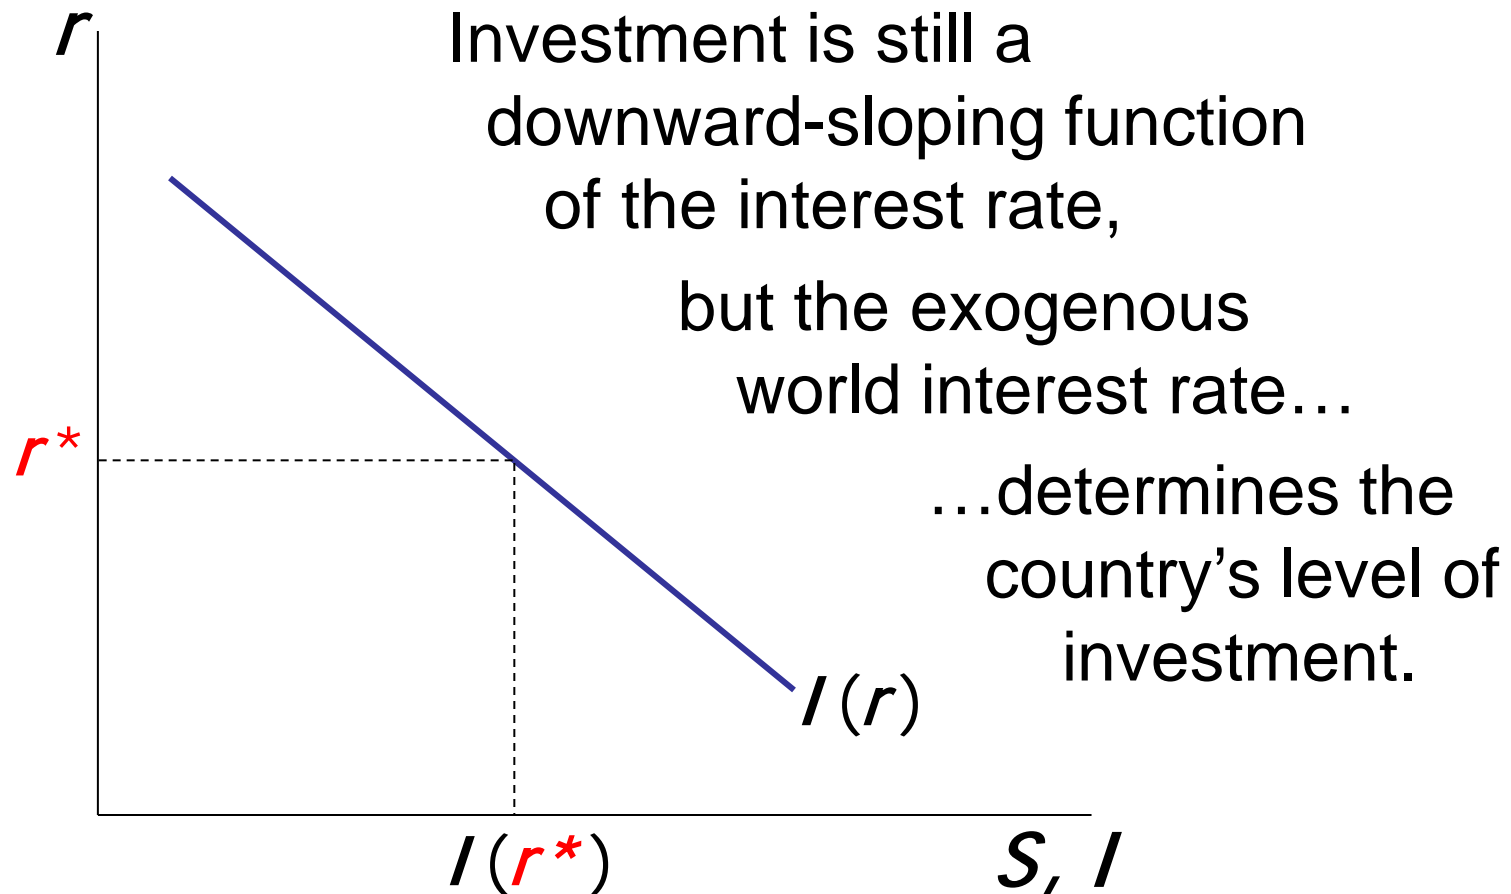 r
Investment is still a
downward-sloping function
of the interest rate,
but the exogenous
world interest rate…
r*
…determines the
country’s level of
investment.
I(r)
I(r*)
S, I